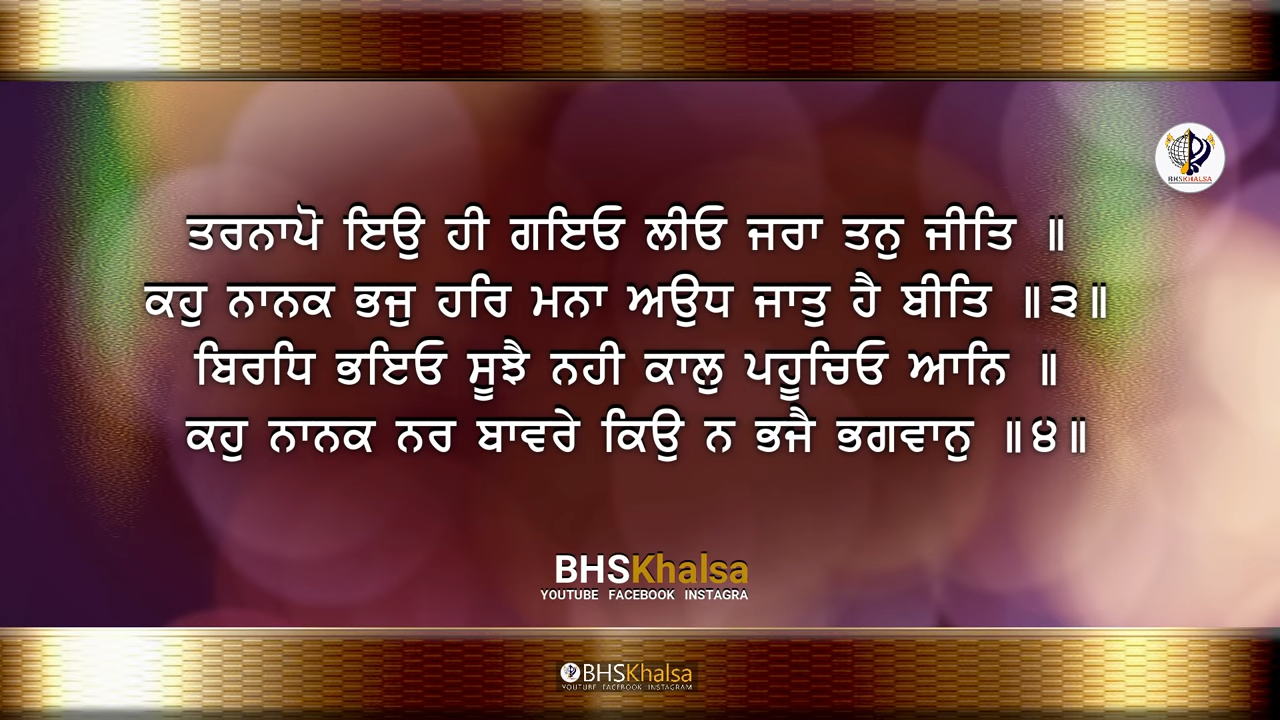 BHSKHALSA
ਤਰਨਾਪੋ ਇਉ ਹੀ ਗਇਓ ਲੀਓ ਜਰਾ ਤਨੁ ਜੀਤਿ ॥
ਕਹੁ ਨਾਨਕ ਭਜੁ ਹਰਿ ਮਨਾ ਅਉਧ ਜਾਤੁ ਹੈ ਬੀਤਿ ॥੩॥
ਬਿਰਧਿ ਭਇਓ ਸੂਝੈ ਨਹੀ ਕਾਲੁ ਪਹੂਚਿਓ ਆਨਿ ॥
ਕਹੁ ਨਾਨਕ ਨਰ ਬਾਵਰੇ ਕਿਉ ਨ ਭਜੈ ਭਗਵਾਨੁ ॥੪॥
BHSKhalsa
YOUTUBE FACEBOOK INSTAGRA
BHSKhalsa
YOUTUBE FACEBOOK INSTAGRAM